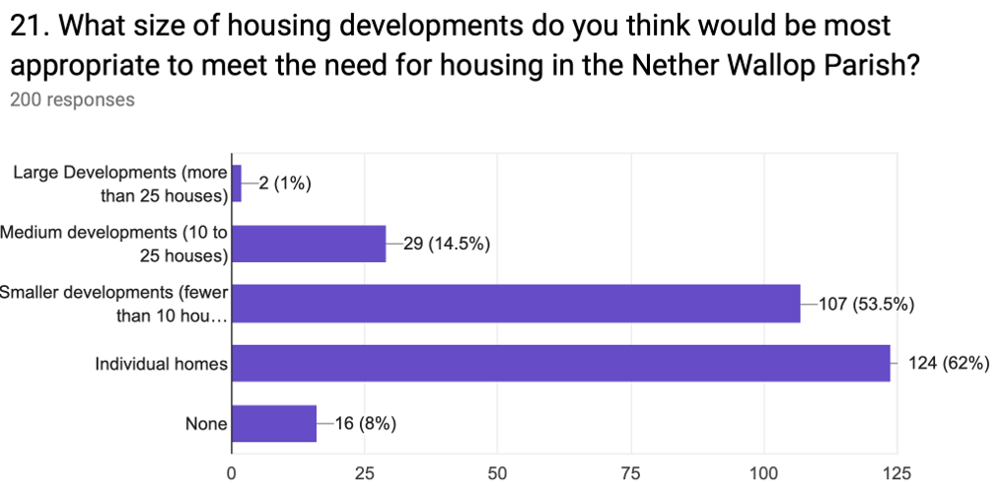 21. What size of housing developments do you think would be most
appropriate to meet the need for housing in the Nether Wallop Parish?
200 responses
Large Developments (more
than 25 houses)
2 (1%)
Medium developments (10 to
25 houses)
29 (14.5%)
Smaller developments (fewer
than 10 hou…
107 (53.5%)
Individual homes
124 (62%)
None
16 (8%)
0 25 50 75 100 125